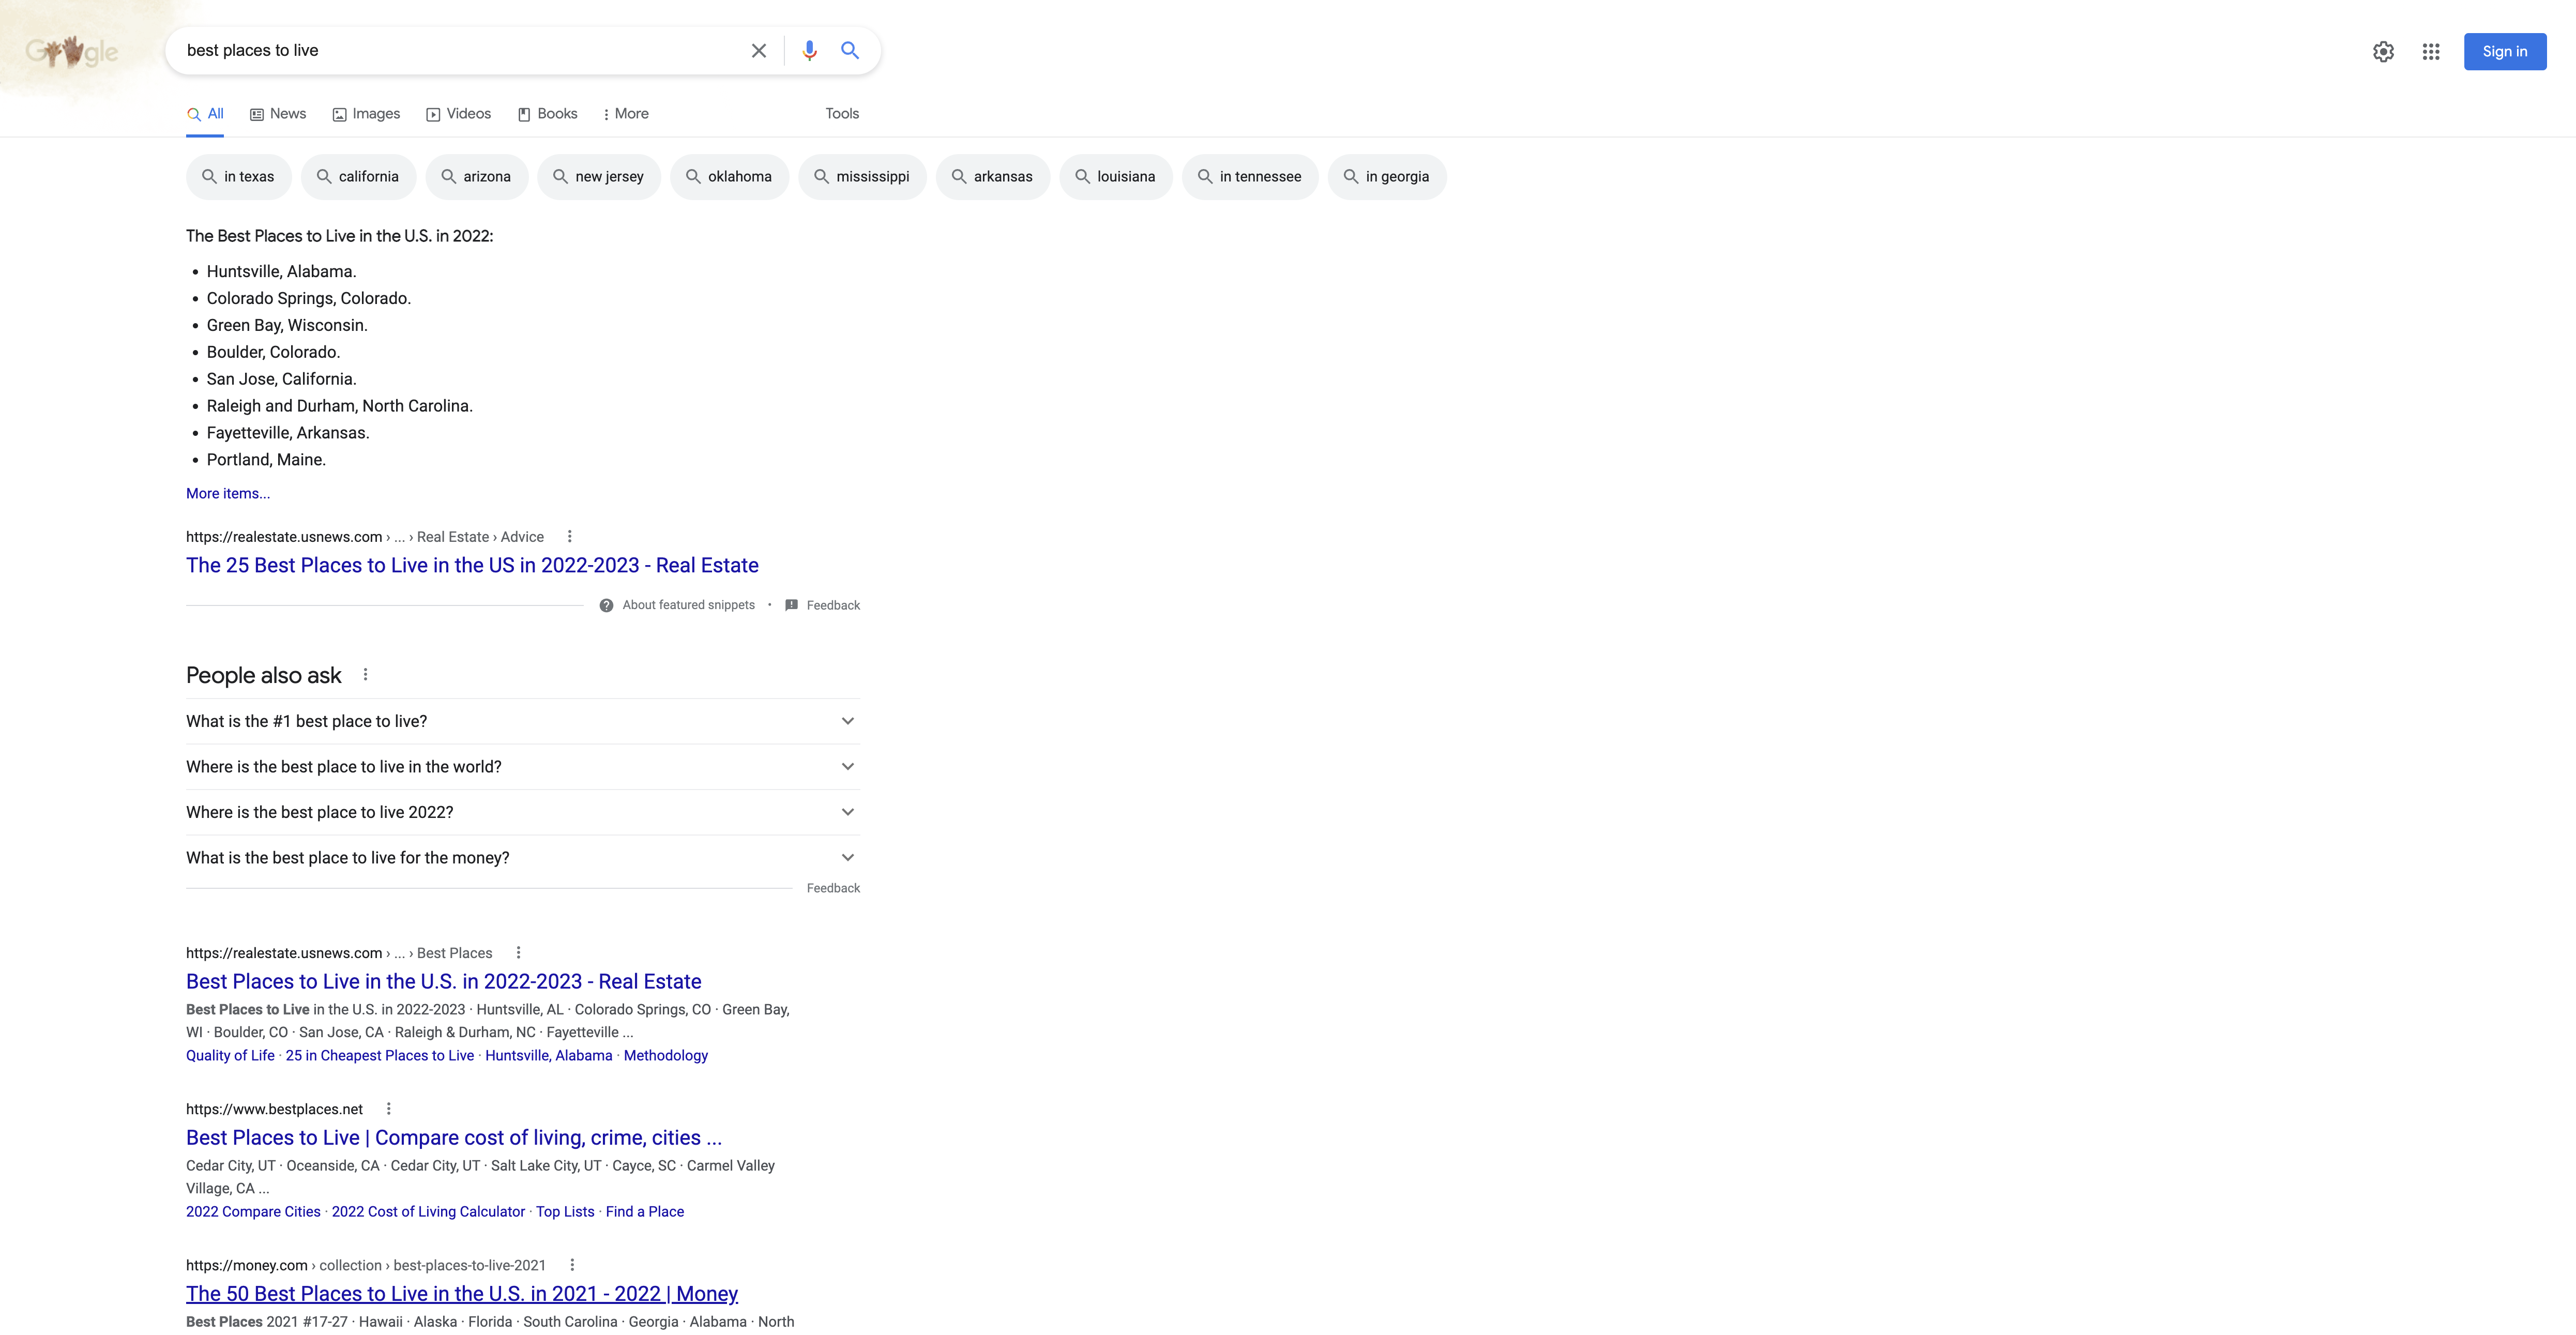 Google
best places to live
Sign in
All News Images Videos Books More Tools
in texas california arizona new jersey oklahoma mississippi arkansas louisiana in tennessee in georgia
The Best Places to Live in the U.S. in 2022:
• Huntsville, Alabama.
• Colorado Springs, Colorado.
• Green Bay, Wisconsin.
• Boulder, Colorado.
• San Jose, California.
• Raleigh and Durham, North Carolina.
• Fayetteville, Arkansas.
• Portland, Maine.
More items...
https://realestate.usnews.com › ... › Real Estate › Advice
The 25 Best Places to Live in the US in 2022-2023 - Real Estate
About featured snippets • Feedback
People also ask
What is the #1 best place to live?
Where is the best place to live in the world?
Where is the best place to live 2022?
What is the best place to live for the money?
Feedback
https://realestate.usnews.com › ... › Best Places
Best Places to Live in the U.S. in 2022-2023 - Real Estate
Best Places to Live in the U.S. in 2022-2023 · Huntsville, AL · Colorado Springs, CO · Green Bay,
WI · Boulder, CO · San Jose, CA · Raleigh & Durham, NC · Fayetteville ...
Quality of Life · 25 in Cheapest Places to Live · Huntsville, Alabama · Methodology
https://www.bestplaces.net
Best Places to Live | Compare cost of living, crime, cities ...
Cedar City, UT · Oceanside, CA · Cedar City, UT · Salt Lake City, UT · Cayce, SC · Carmel Valley
Village, CA ...
2022 Compare Cities · 2022 Cost of Living Calculator · Top Lists · Find a Place
https://money.com › collection › best-places-to-live-2021
The 50 Best Places to Live in the U.S. in 2021 - 2022 | Money
Best Places 2021 #17-27 · Hawaii · Alaska · Florida · South Carolina · Georgia · Alabama · North